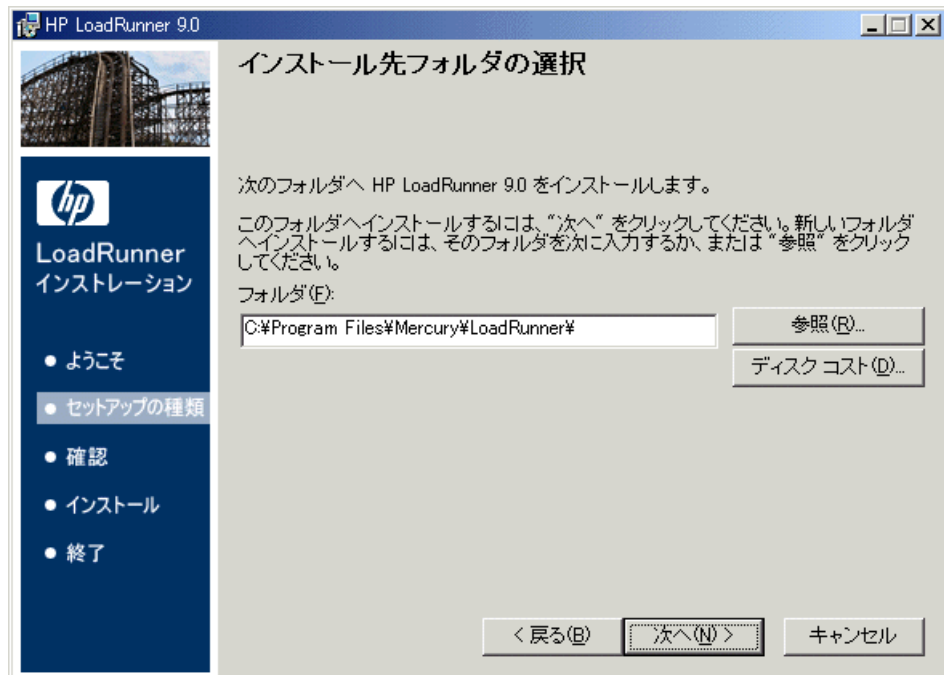 HP LoadRunner 9.0
インストール先フォルダの選択
hp
LoadRunner
インストレーション
● ようこそ
● セットアップの種類
● 確認
● インストール
● 終了
次のフォルダへ HP LoadRunner 9.0 をインストールします。
このフォルダへインストールするには、“次へ” をクリックしてください。新しいフォルダ
へインストールするには、そのフォルダを次に入力するか、または “参照” をクリック
してください。
フォルダ(F):
C:¥Program Files¥Mercury¥LoadRunner¥
参照(R)...
ディスク コスト(D)...
< 戻る(B)
次へ(N) >
キャンセル